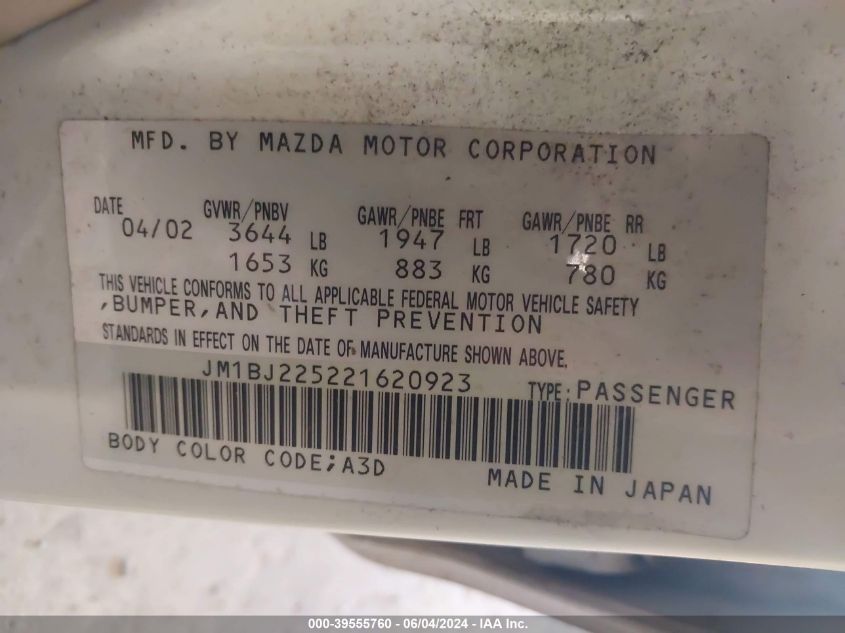 MFD. BY MAZDA MOTOR CORPORATION
DATE GVWR/PNBV GAWR/PNBE FRT GAWR/PNBE RR
04/02 3644 LB 1947 LB 1720 LB
1653 KG 883 KG 780 KG
THIS VEHICLE CONFORMS TO ALL APPLICABLE FEDERAL MOTOR VEHICLE SAFETY
,BUMPER,AND THEFT PREVENTION
STANDARDS IN EFFECT ON THE DATE OF MANUFACTURE SHOWN ABOVE.
JM1BJ225221620923 TYPE:PASSENGER
BODY COLOR CODE;A3D MADE IN JAPAN
000-39555760 - 06/04/2024 - IAA Inc.